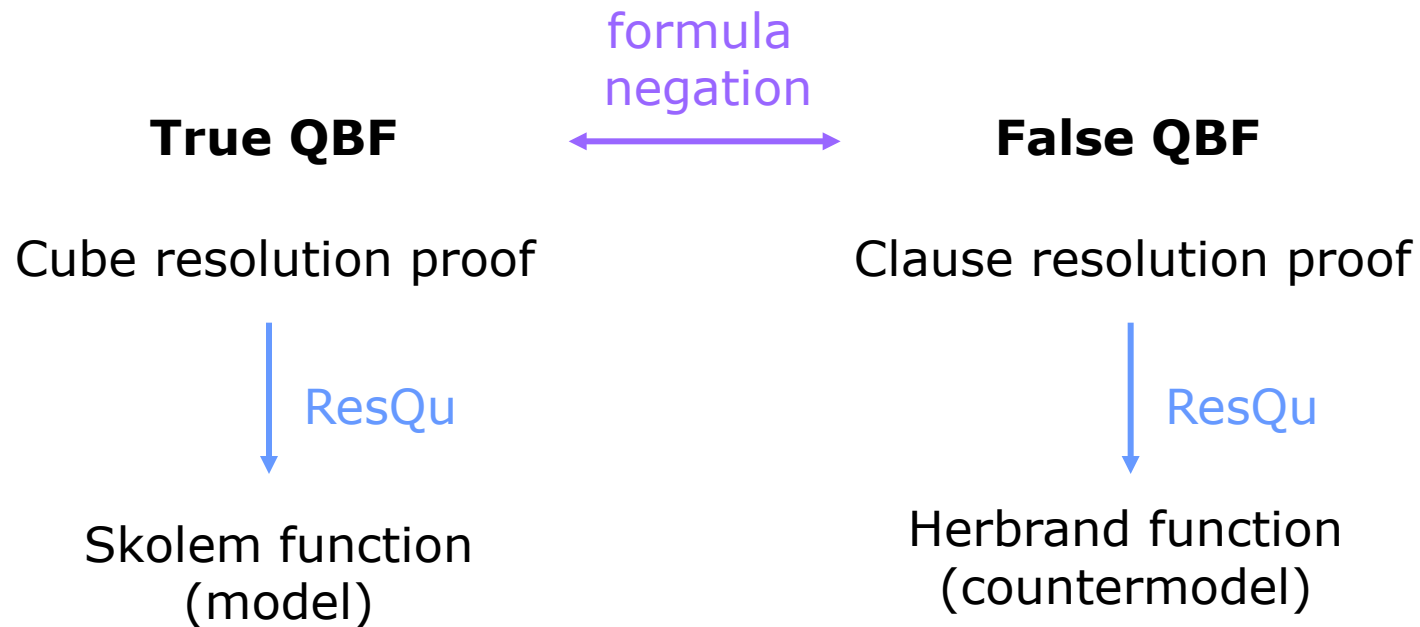 formula
negation
True QBF
False QBF
Cube resolution proof
Clause resolution proof
ResQu
ResQu
Skolem function
(model)
Herbrand function
(countermodel)